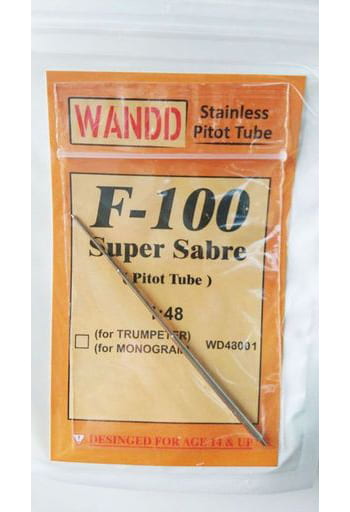 WANDD
Stainless
Pitot Tube
F-100
Super Sabre
( Pitot Tube )
1:48
(for TRUMPETER)
(for MONOGRAM)
WD48001
DESINGED FOR AGE 14 & UP